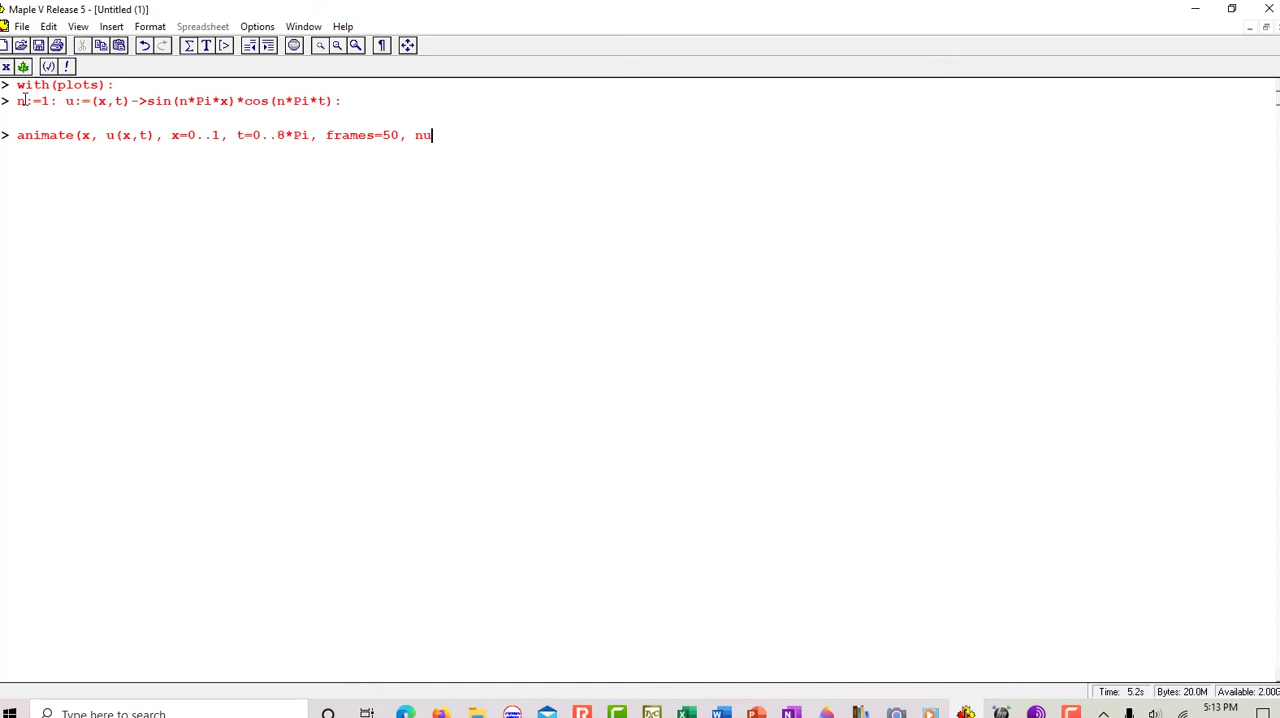 Maple V Release 5 - [Untitled (1)]
File Edit View Insert Format Spreadsheet Options Window Help
> with(plots):
> n:=1: u:=(x,t)->sin(n*Pi*x)*cos(n*Pi*t):
> animate(x, u(x,t), x=0..1, t=0..8*Pi, frames=50, nu
Time: 5.2s Bytes: 20.0M Available: 2.00
Type here to search
5:13 PM